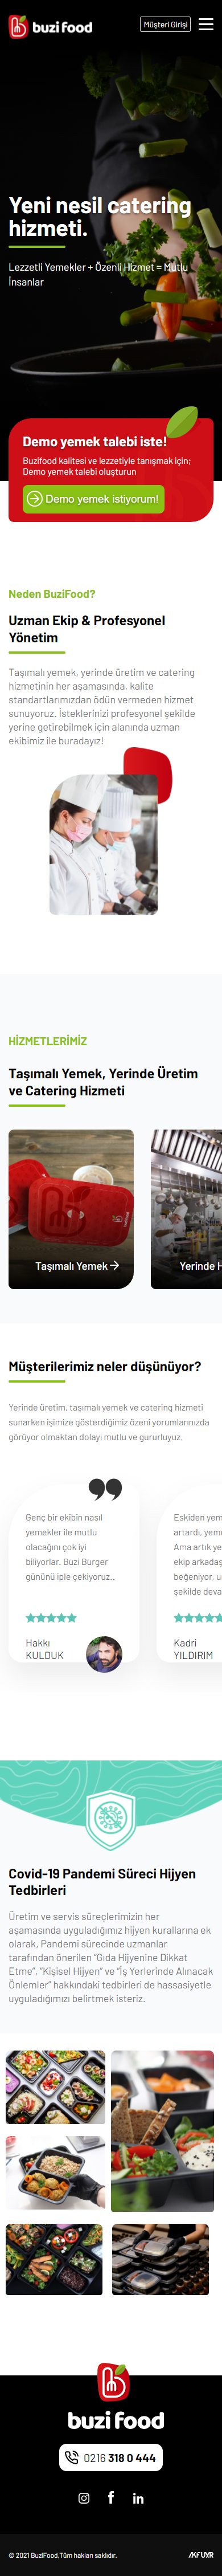 buzi food
Müşteri Girişi
Yeni nesil catering
hizmeti.
Lezzetli Yemekler + Özenli Hizmet = Mutlu
İnsanlar
Demo yemek talebi iste!
Buzifood kalitesi ve lezzetiyle tanışmak için;
Demo yemek talebi oluşturun
Demo yemek istiyorum!
Neden BuziFood?
Uzman Ekip & Profesyonel
Yönetim
Taşımalı yemek, yerinde üretim ve catering
hizmetinin her aşamasında, kalite
standartlarımızdan ödün vermeden hizmet
sunuyoruz. İsteklerinizi profesyonel şekilde
yerine getirebilmek için alanında uzman
ekibimiz ile buradayız!
HİZMETLERİMİZ
Taşımalı Yemek, Yerinde Üretim
ve Catering Hizmeti
Taşımalı Yemek
Yerinde
Müşterilerimiz neler düşünüyor?
Yerinde üretim, taşımalı yemek ve catering hizmeti
sunarken işimize gösterdiğimiz özeni yorumlarınızda
görüyor olmaktan dolayı mutlu ve gururluyuz.
Genç bir ekibin nasıl
yemekler ile mutlu
olacağını çok iyi
biliyorlar. Buzi Burger
gününü iple çekiyoruz..
Hakkı
KULDUK
Eskiden yem
artardı, yem
Ama artık ye
ekip arkadaş
beğeniyor, u
şekilde deva
Kadri
YILDIRIM
Covid-19 Pandemi Süreci Hijyen
Tedbirleri
Üretim ve servis süreçlerimizin her
aşamasında uyguladığımız hijyen kurallarına ek
olarak, Pandemi sürecinde uzmanlar
tarafından önerilen “Gıda Hijyenine Dikkat
Etme”, “Kişisel Hijyen” ve “İş Yerlerinde Alınacak
Önlemler” hakkındaki tedbirleri de hassasiyetle
uyguladığımızı belirtmek isteriz.
buzi food
0216 318 0 444
© 2021 BuziFood,Tüm hakları saklıdır.